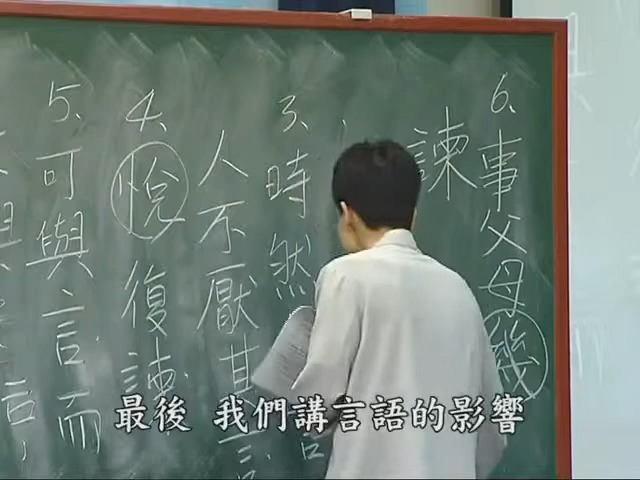 6、事父母幾
諫
3、時然
人不厭其言
4、悅復諫
5、可與言而
最後 我們講言語的影響